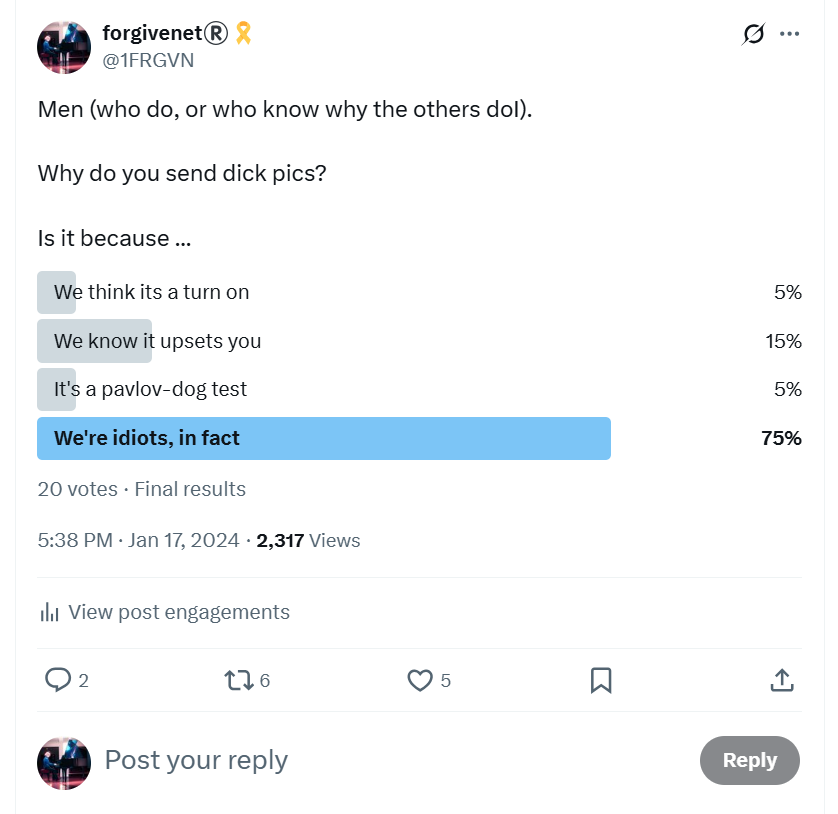 forgivenet®️🎗
@1FRGVN
Men (who do, or who know why the others doI).
Why do you send dick pics?
Is it because ...
We think its a turn on 5%
We know it upsets you 15%
It's a pavlov-dog test 5%
We're idiots, in fact 75%
20 votes · Final results
5:38 PM · Jan 17, 2024 · 2,317 Views
View post engagements
2 6 5
Post your reply Reply